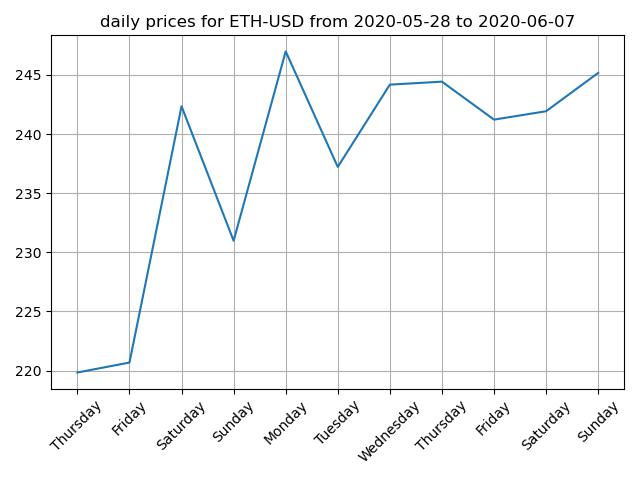 daily prices for ETH-USD from 2020-05-28 to 2020-06-07
245
240
235
230
225
220
Thursday
Friday
Saturday
Sunday
Monday
Tuesday
Wednesday
Thursday
Friday
Saturday
Sunday